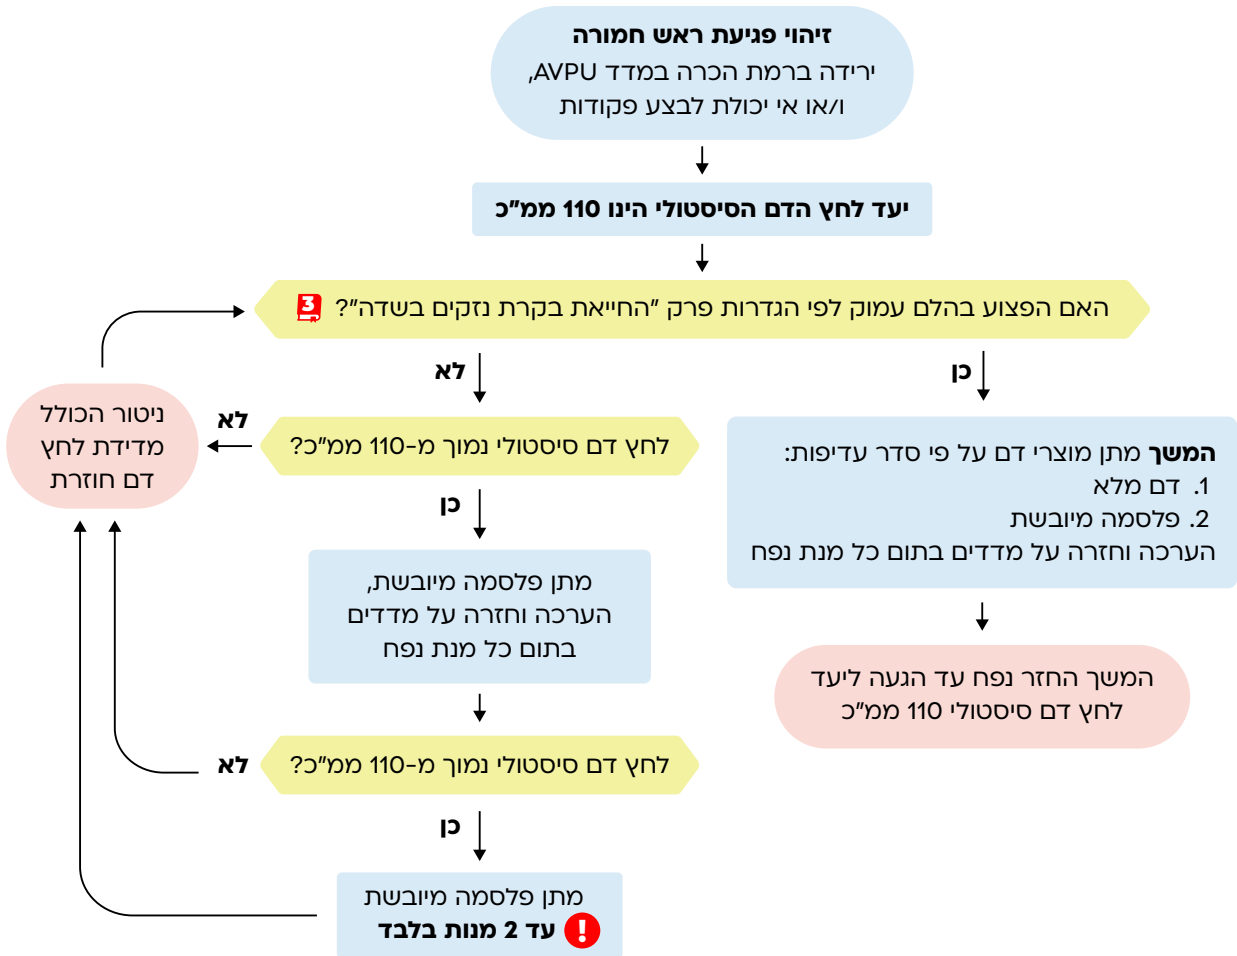 זיהוי פגיעת ראש חמורה
ירידה ברמת הכרה במדד AVPU,
ו/או אי יכולת לבצע פקודות
יעד לחץ הדם הסיסטולי הינו 110 ממ"כ
האם הפצוע בהלם עמוק לפי הגדרות פרק "החייאת בקרת נזקים בשדה"? 3
כן
לא
המשך מתן מוצרי דם על פי סדר עדיפות:
1. דם מלא
2. פלסמה מיובשת
הערכה וחזרה על מדדים בתום כל מנת נפח
המשך החזר נפח עד הגעה ליעד
לחץ דם סיסטולי 110 ממ"כ
לחץ דם סיסטולי נמוך מ-110 ממ"כ?
לא
ניטור הכולל
מדידת לחץ
דם חוזרת
כן
מתן פלסמה מיובשת,
הערכה וחזרה על מדדים
בתום כל מנת נפח
לחץ דם סיסטולי נמוך מ-110 ממ"כ?
לא
כן
מתן פלסמה מיובשת
! עד 2 מנות בלבד